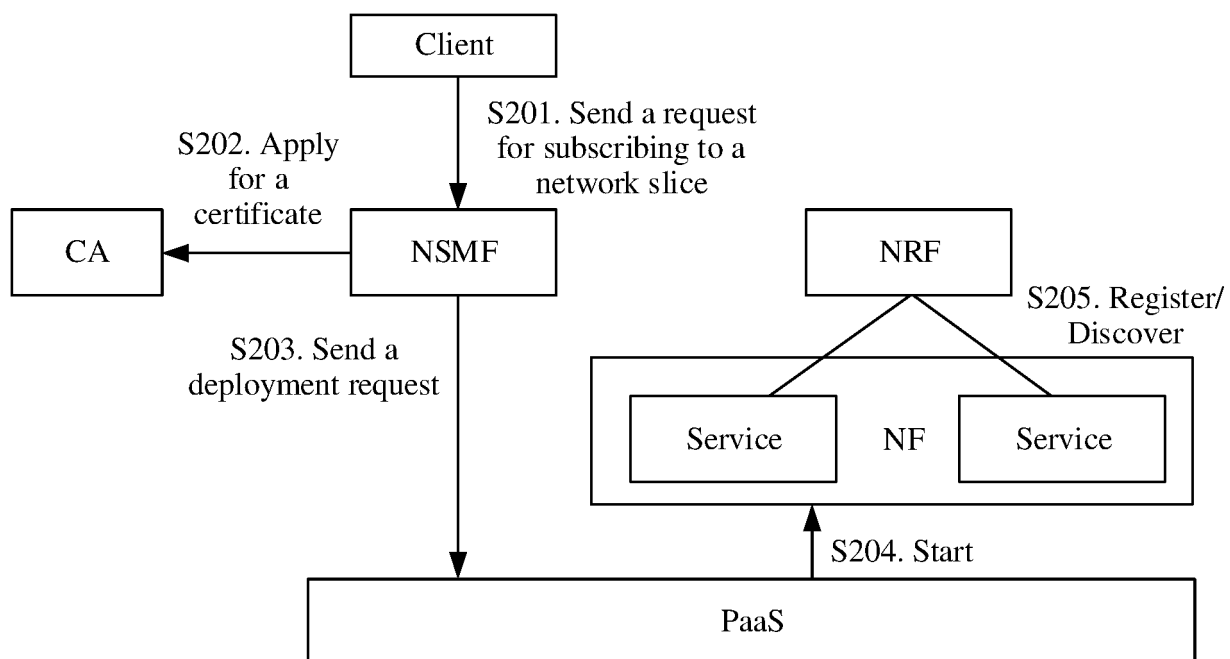 Client
S201. Send a request
for subscribing to a
network slice
S202. Apply
for a
certificate
CA
NSMF
NRF
S205. Register/
Discover
S203. Send a
deployment request
Service
NF
Service
S204. Start
PaaS